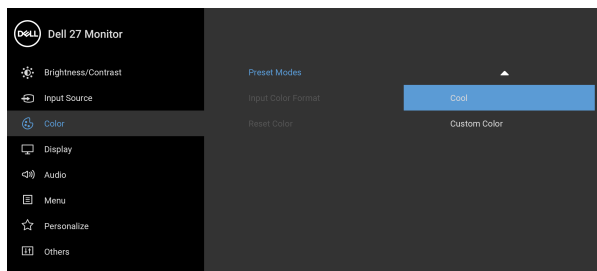 DELL Dell 27 Monitor
Brightness/Contrast Preset Modes
Input Source Input Color Format Cool
Color Reset Color Custom Color
Display
Audio
Menu
Personalize
Others